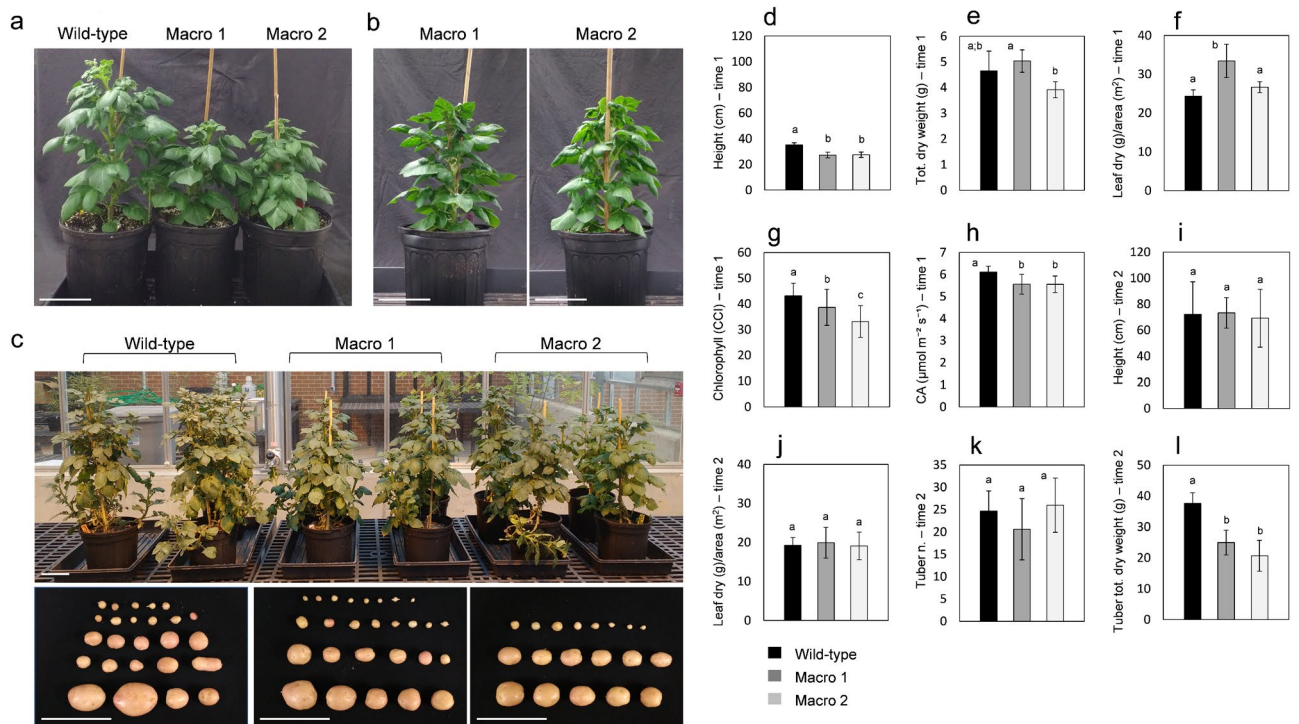 a
Wild-type Macro 1 Macro 2
b
Macro 1 Macro 2
c
Wild-type Macro 1 Macro 2
d
Height (cm) – time 1
120
100
80
60
40
20
0
a b b
e
Tot. dry weight (g) – time 1
6
5
4
3
2
1
0
a;b a b
f
Leaf dry (g)/area (m²) – time 1
40
30
20
10
0
a b a
g
Chlorophyll (CCI) – time 1
60
50
40
30
20
10
0
a b c
h
CA (µmol m⁻² s⁻¹) – time 1
7
6
5
4
3
2
1
0
a b b
i
Height (cm) – time 2
120
100
80
60
40
20
0
a a a
j
Leaf dry (g)/area (m²) – time 2
40
30
20
10
0
a a a
k
Tuber n. – time 2
35
30
25
20
15
10
5
0
a a a
l
Tuber tot. dry weight (g) – time 2
50
40
30
20
10
0
a b b
Wild-type
Macro 1
Macro 2